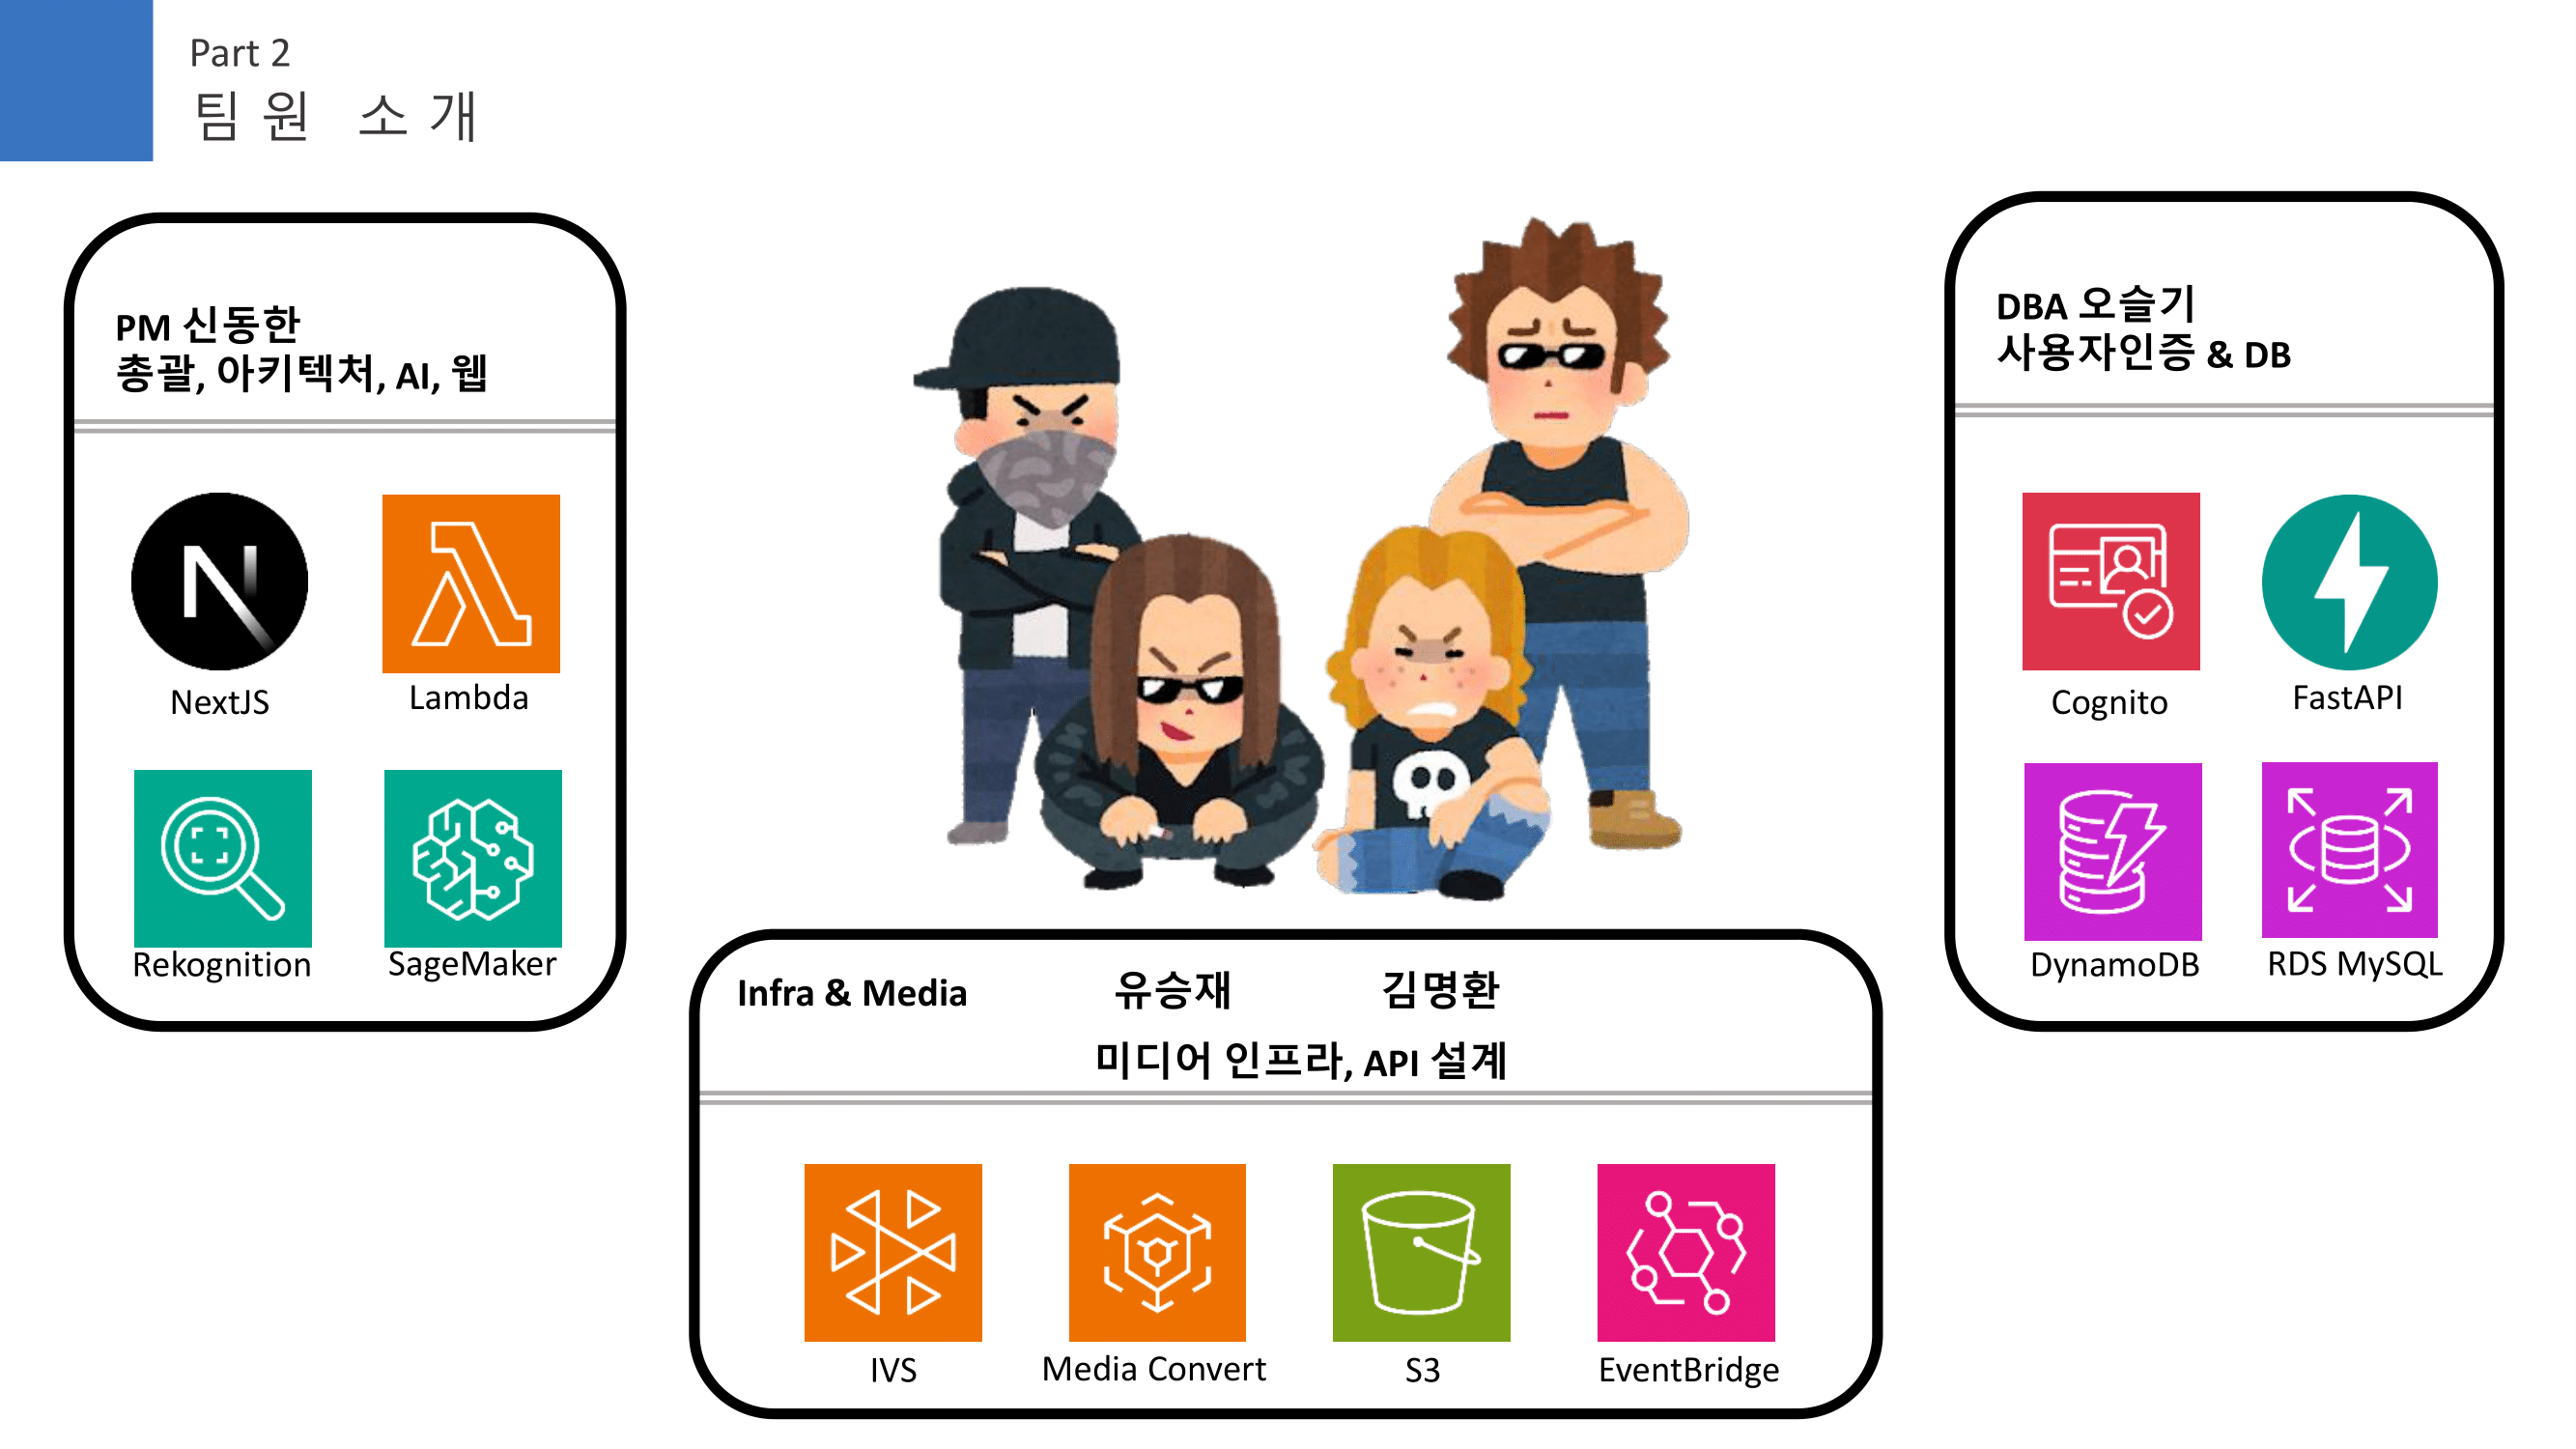 Part 2
팀원 소개
PM 신동한
총괄, 아키텍처, AI, 웹
NextJS
Lambda
Rekognition
SageMaker
DBA 오슬기
사용자인증 & DB
Cognito
FastAPI
DynamoDB
RDS MySQL
Infra & Media 유승재 김명환
미디어 인프라, API 설계
IVS
Media Convert
S3
EventBridge